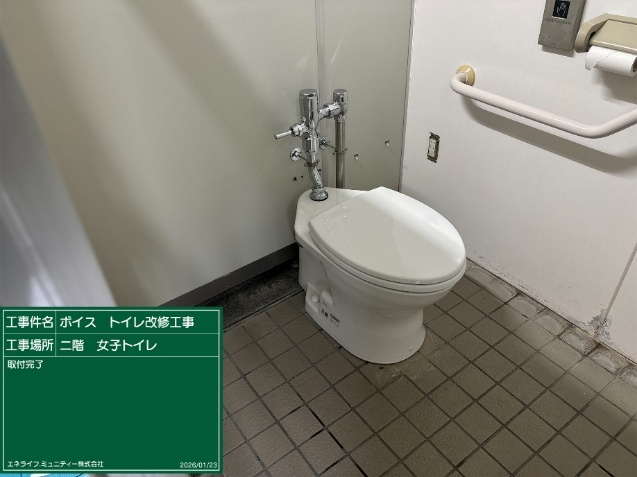 工事件名 ボイス トイレ改修工事
工事場所 二階 女子トイレ
取付完了
エネライフ.ミュニティー株式会社 2026/01/23